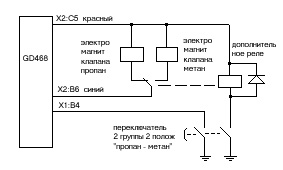 X2:C5 красный
электро
магнит
клапана
пропан
электро
магнит
клапана
метан
дополнитель
ное реле
GD468
X2:B6 синий
X1:B4
переключатель
2 группы 2 полож
"пропан - метан"